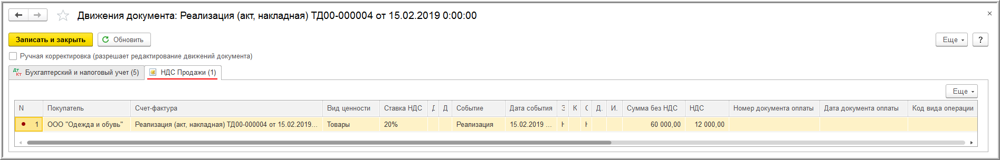 Движения документа: Реализация (акт, накладная) ТД00-000004 от 15.02.2019 0:00:00
Записать и закрыть Обновить Еще ?
Ручная корректировка (разрешает редактирование движений документа)
Дт Кт Бухгалтерский и налоговый учет (5) НДС Продажи (1)
Еще
N Покупатель Счет-фактура Вид ценности Ставка НДС Д Д Событие Дата события З К С Д. И. Сумма без НДС НДС Номер документа оплаты Дата документа оплаты Код вида операции
1 ООО "Одежда и обувь" Реализация (акт, накладная) ТД00-000004 от 15.02.2019... Товары 20% Реализация 15.02.2019 ... 60 000,00 12 000,00